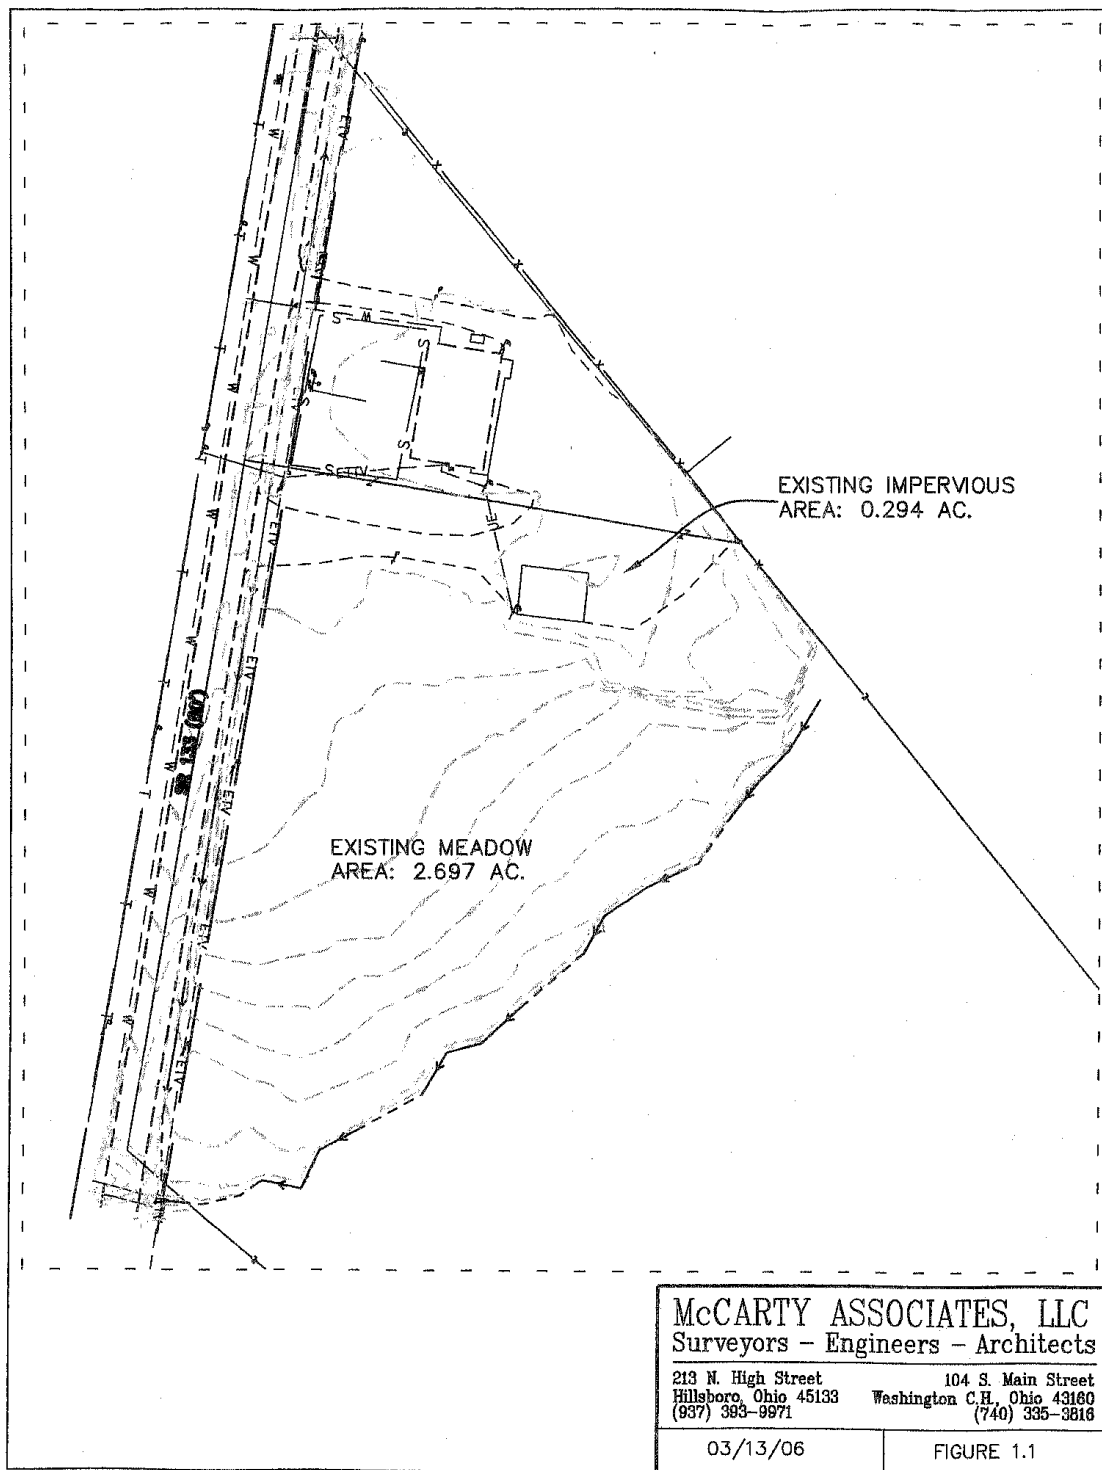 EXISTING IMPERVIOUS
AREA: 0.294 AC.
EXISTING MEADOW
AREA: 2.697 AC.
McCARTY ASSOCIATES, LLC
Surveyors – Engineers – Architects
213 N. High Street
Hillsboro, Ohio 45133
(937) 393-9971
104 S. Main Street
Washington C.H., Ohio 43160
(740) 335-3816
03/13/06
FIGURE 1.1